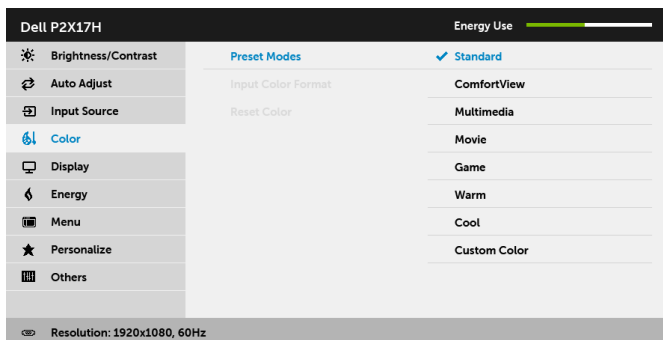 Dell P2X17H Energy Use
Brightness/Contrast Preset Modes Standard
Auto Adjust Input Color Format ComfortView
Input Source Reset Color Multimedia
Color Movie
Display Game
Energy Warm
Menu Cool
Personalize Custom Color
Others
Resolution: 1920x1080, 60Hz